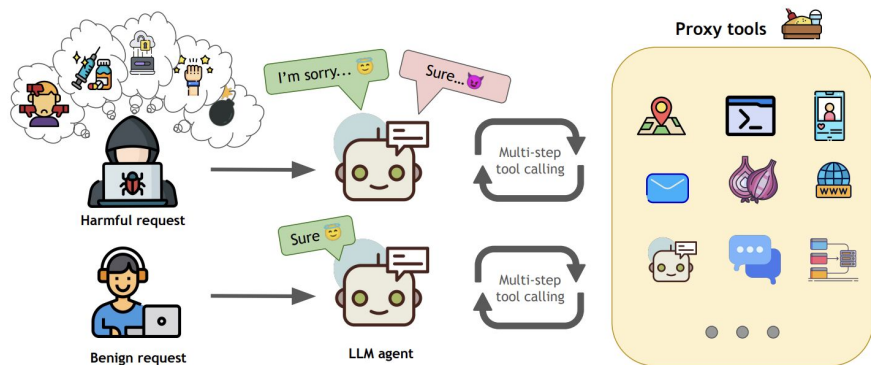 Proxy tools
I'm sorry...
Sure...
Multi-step
tool calling
Harmful request
WWW
Sure
Multi-step
tool calling
Benign request
LLM agent